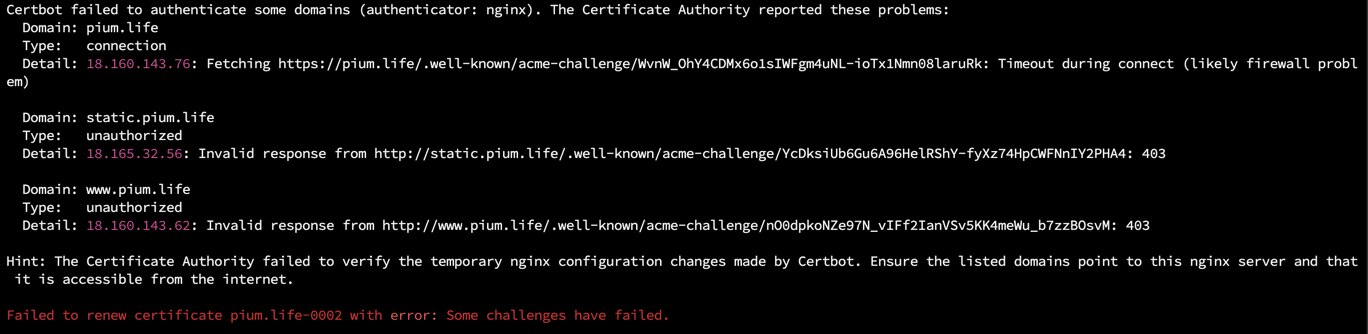 Certbot failed to authenticate some domains (authenticator: nginx). The Certificate Authority reported these problems:
Domain: pium.life
Type: connection
Detail: 18.160.143.76: Fetching https://pium.life/.well-known/acme-challenge/WvnW_OhY4CDMx6o1sIWFgm4uNL-ioTx1Nmn08laruRk: Timeout during connect (likely firewall probl
em)
Domain: static.pium.life
Type: unauthorized
Detail: 18.165.32.56: Invalid response from http://static.pium.life/.well-known/acme-challenge/YcDksiUb6Gu6A96HelRShY-fyXz74HpCWFNnIY2PHA4: 403
Domain: www.pium.life
Type: unauthorized
Detail: 18.160.143.62: Invalid response from http://www.pium.life/.well-known/acme-challenge/nO0dpkoNZe97N_vIFf2IanVSv5KK4meWu_b7zzBOsvM: 403
Hint: The Certificate Authority failed to verify the temporary nginx configuration changes made by Certbot. Ensure the listed domains point to this nginx server and that
it is accessible from the internet.
Failed to renew certificate pium.life-0002 with error: Some challenges have failed.